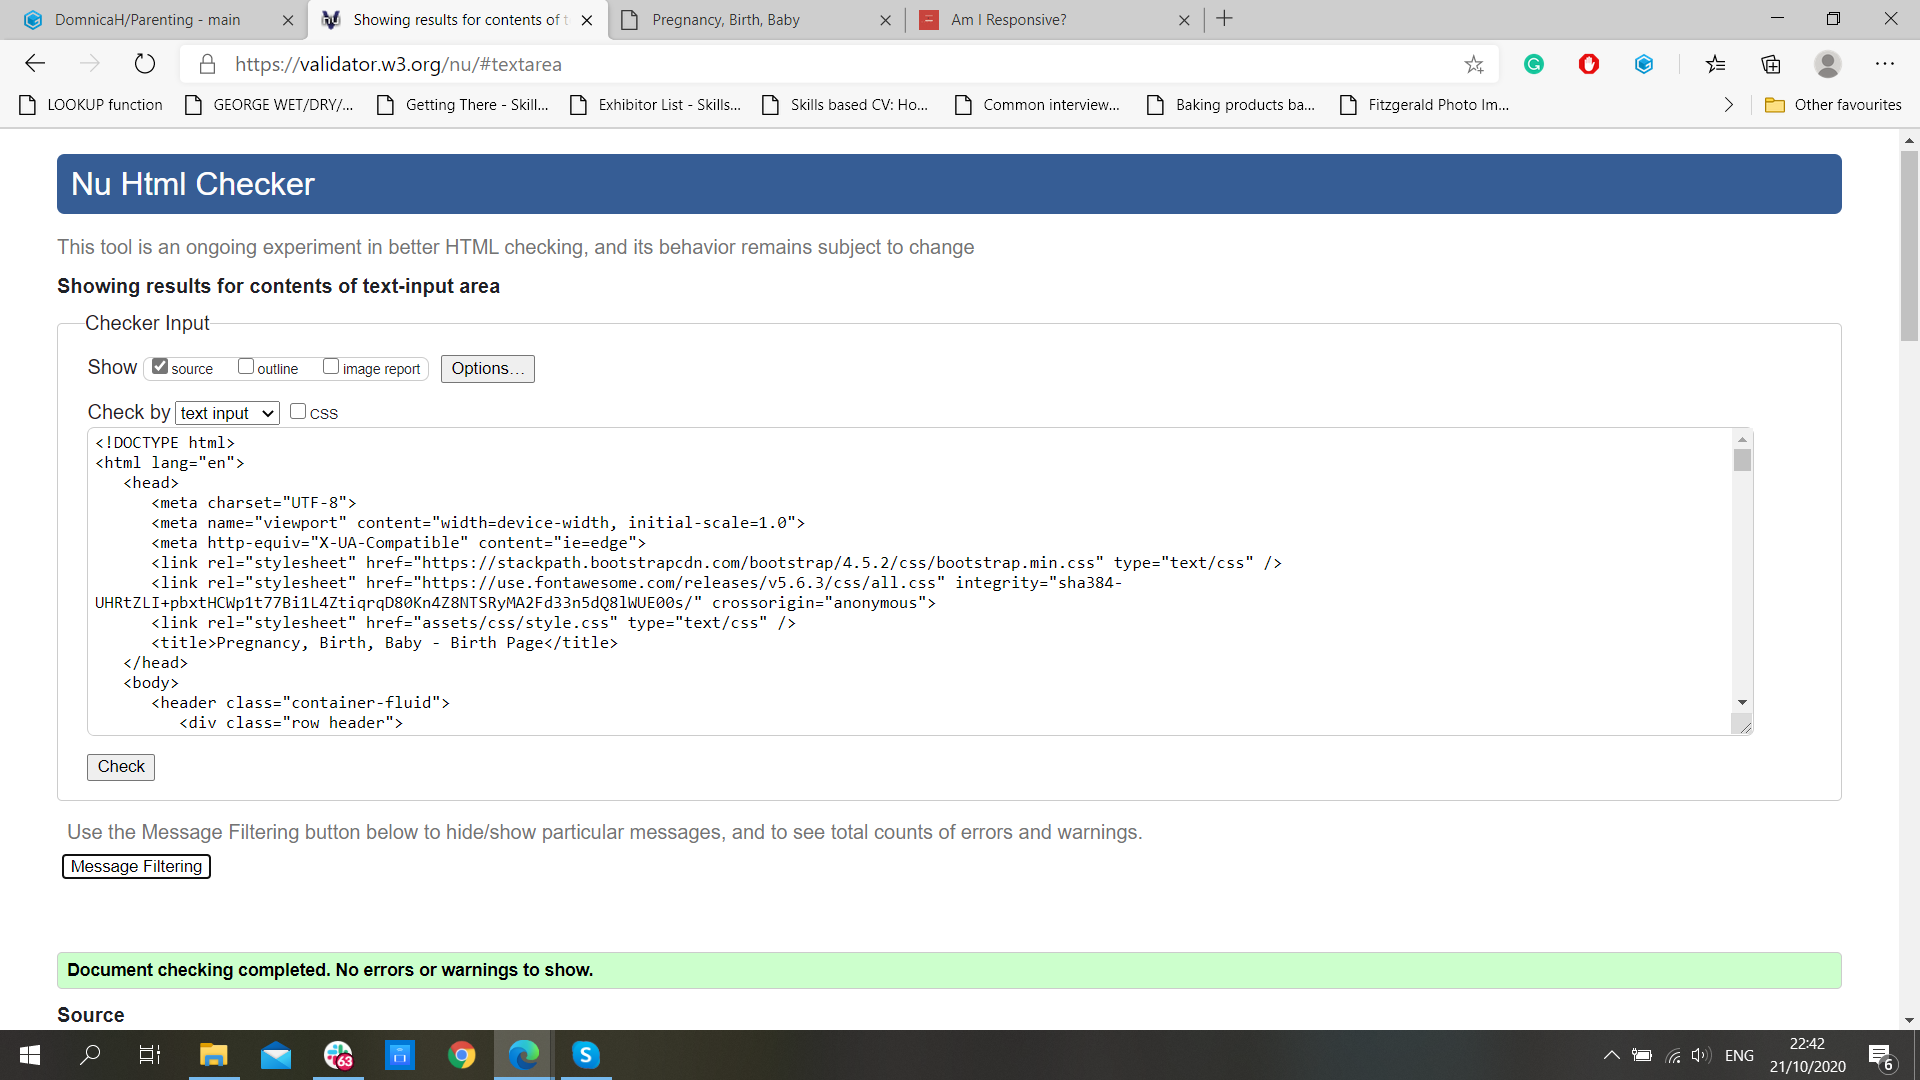 DomnicaH/Parenting - main
Showing results for contents of t
Pregnancy, Birth, Baby
Am I Responsive?
https://validator.w3.org/nu/#textarea
LOOKUP function
GEORGE WET/DRY/...
Getting There - Skill...
Exhibitor List - Skills...
Skills based CV: Ho...
Common interview...
Baking products ba...
Fitzgerald Photo Im...
Other favourites
Nu Html Checker
This tool is an ongoing experiment in better HTML checking, and its behavior remains subject to change
Showing results for contents of text-input area
Checker Input
Show source outline image report Options...
Check by text input CSS
<!DOCTYPE html>
<html lang="en">
<head>
<meta charset="UTF-8">
<meta name="viewport" content="width=device-width, initial-scale=1.0">
<meta http-equiv="X-UA-Compatible" content="ie=edge">
<link rel="stylesheet" href="https://stackpath.bootstrapcdn.com/bootstrap/4.5.2/css/bootstrap.min.css" type="text/css" />
<link rel="stylesheet" href="https://use.fontawesome.com/releases/v5.6.3/css/all.css" integrity="sha384-
UHRtZLI+pbxtHCWp1t77Bi1L4ZtiqrqD80Kn4Z8NTSRyMA2Fd33n5dQ8lWUE00s/" crossorigin="anonymous">
<link rel="stylesheet" href="assets/css/style.css" type="text/css" />
<title>Pregnancy, Birth, Baby - Birth Page</title>
</head>
<body>
<header class="container-fluid">
<div class="row header">
Check
Use the Message Filtering button below to hide/show particular messages, and to see total counts of errors and warnings.
Message Filtering
Document checking completed. No errors or warnings to show.
Source
63
ENG
22:42
21/10/2020
6